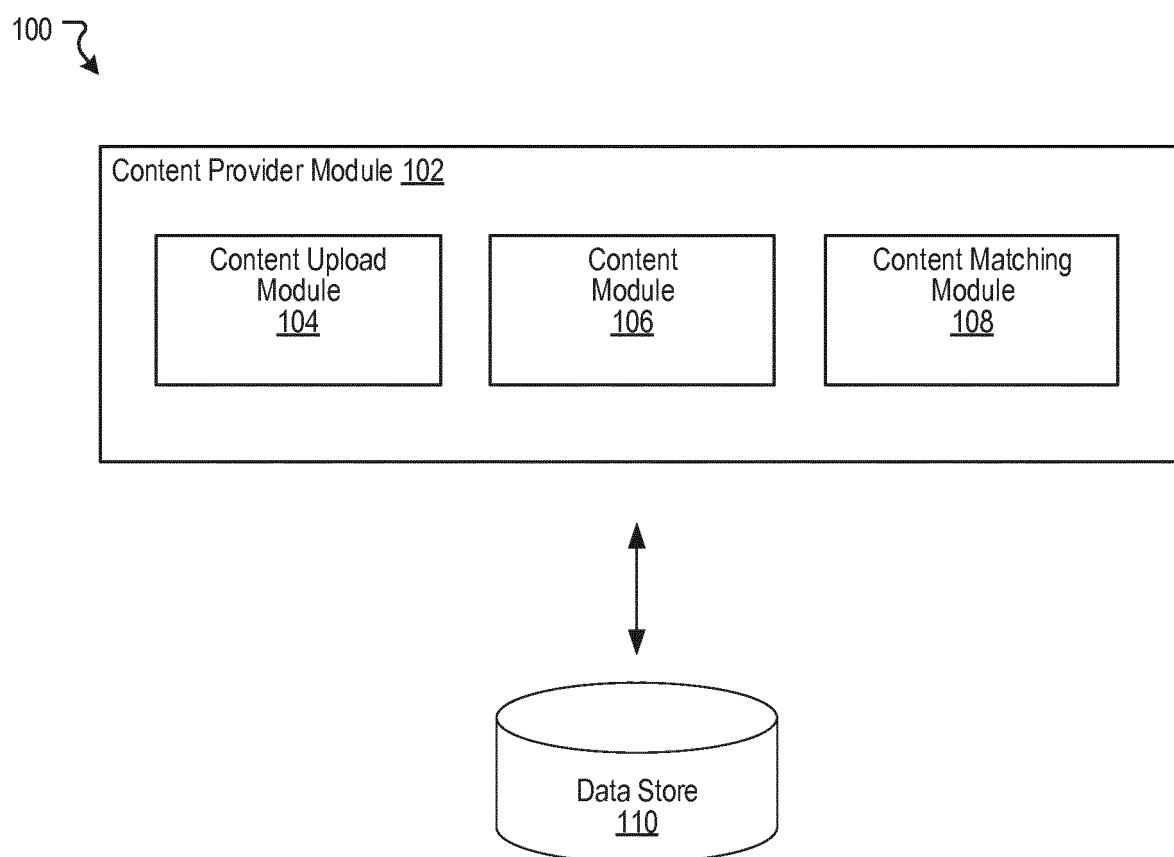 100
Content Provider Module 102
Content Upload
Module
104
Content
Module
106
Content Matching
Module
108
Data Store
110